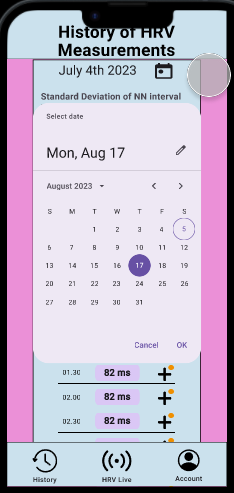 History of HRV
Measurements
July 4th 2023
Standard Deviation of NN interval
Select date
Mon, Aug 17
August 2023
S M T W T F S
1 2 3 4 5
6 7 8 9 10 11 12
13 14 15 16 17 18 19
20 21 22 23 24 25 26
27 28 29 30 31
Cancel OK
01.30 82 ms
02.00 82 ms
02.30 82 ms
History HRV Live Account